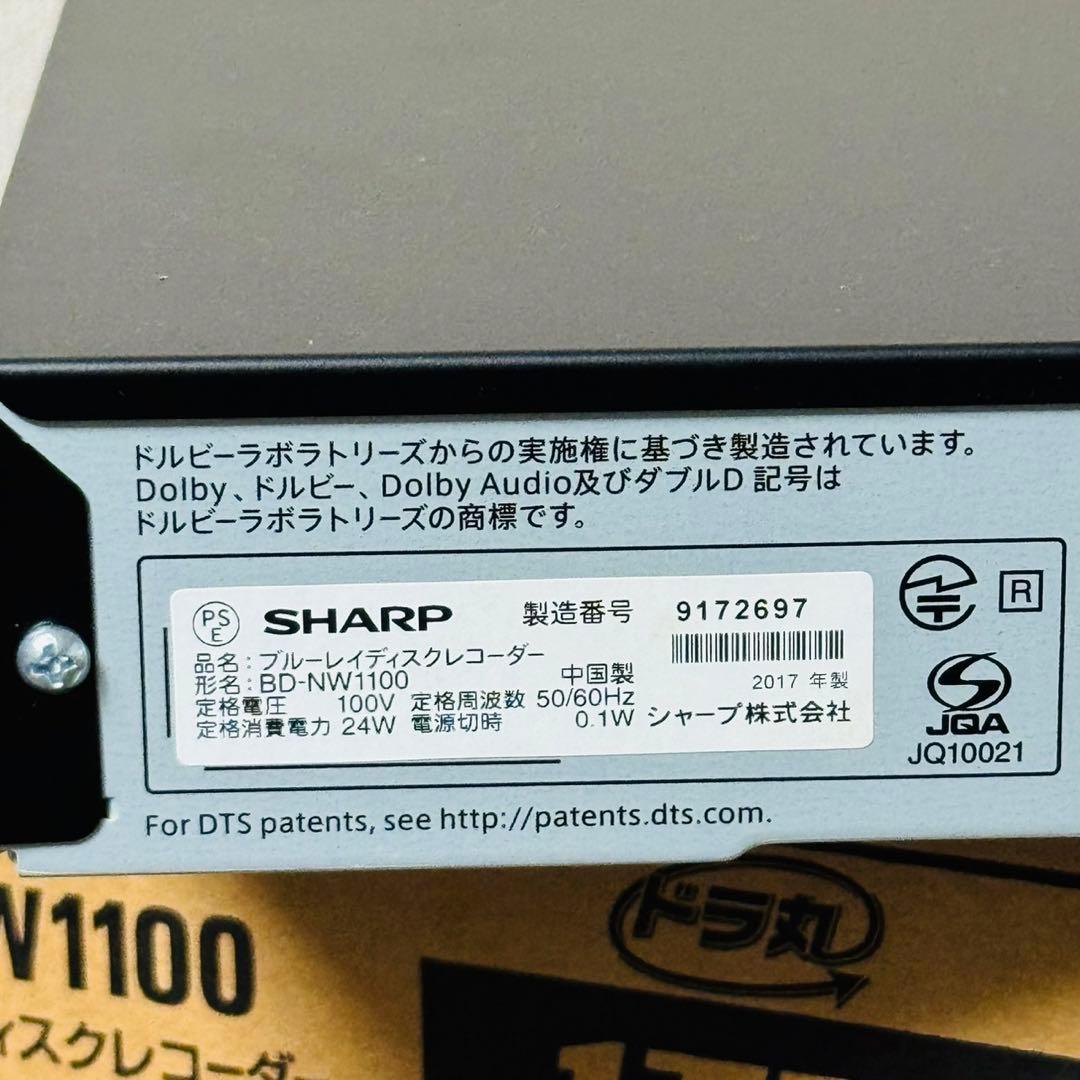 ドルビーラボラトリーズからの実施権に基づき製造されています。
Dolby、ドルビー、Dolby Audio及びダブルD 記号は
ドルビーラボラトリーズの商標です。
PS
E
SHARP 製造番号 9172697
品名：ブルーレイディスクレコーダー
形名：BD-NW1100 中国製 2017 年製
定格電圧 100V 定格周波数 50/60Hz
定格消費電力 24W 電源切時 0.1W シャープ株式会社
R
JQA
JQ10021
For DTS patents, see http://patents.dts.com.
W1100
ドラ丸
ィスクレコーダー